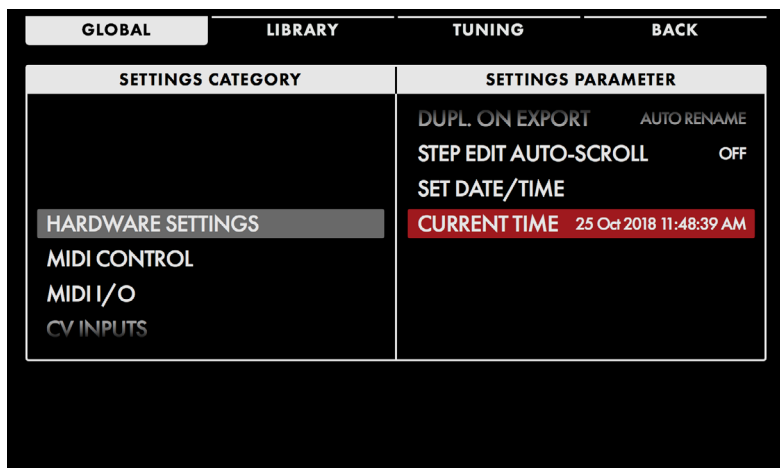 GLOBAL LIBRARY TUNING BACK
SETTINGS CATEGORY SETTINGS PARAMETER
DUPL. ON EXPORT AUTO RENAME
STEP EDIT AUTO-SCROLL OFF
SET DATE/TIME
HARDWARE SETTINGS CURRENT TIME 25 Oct 2018 11:48:39 AM
MIDI CONTROL
MIDI I/O
CV INPUTS